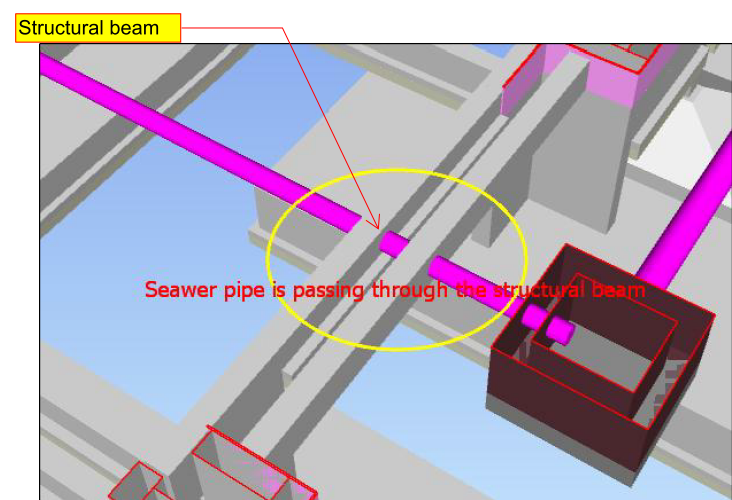 Structural beam
Seawer pipe is passing through the structural beam